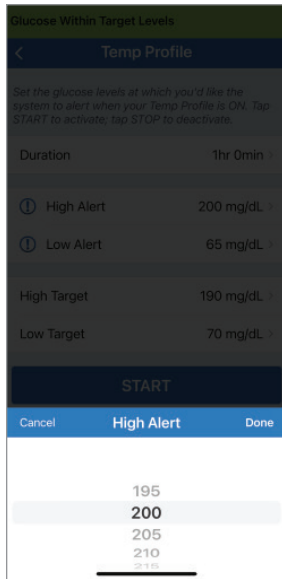 Glucose Within Target Levels
Temp Profile
Set the glucose levels at which you'd like the
system to alert when your Temp Profile is ON. Tap
START to activate; tap STOP to deactivate.
Duration 1hr 0min
High Alert 200 mg/dL
Low Alert 65 mg/dL
High Target 190 mg/dL
Low Target 70 mg/dL
START
Cancel High Alert Done
195
200
205
210
215